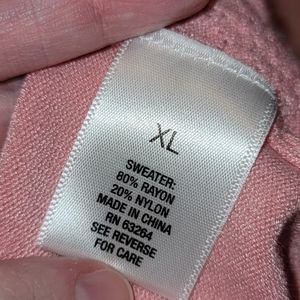 XL
SWEATER:
80% RAYON
20% NYLON
MADE IN CHINA
RN 63264
SEE REVERSE
FOR CARE